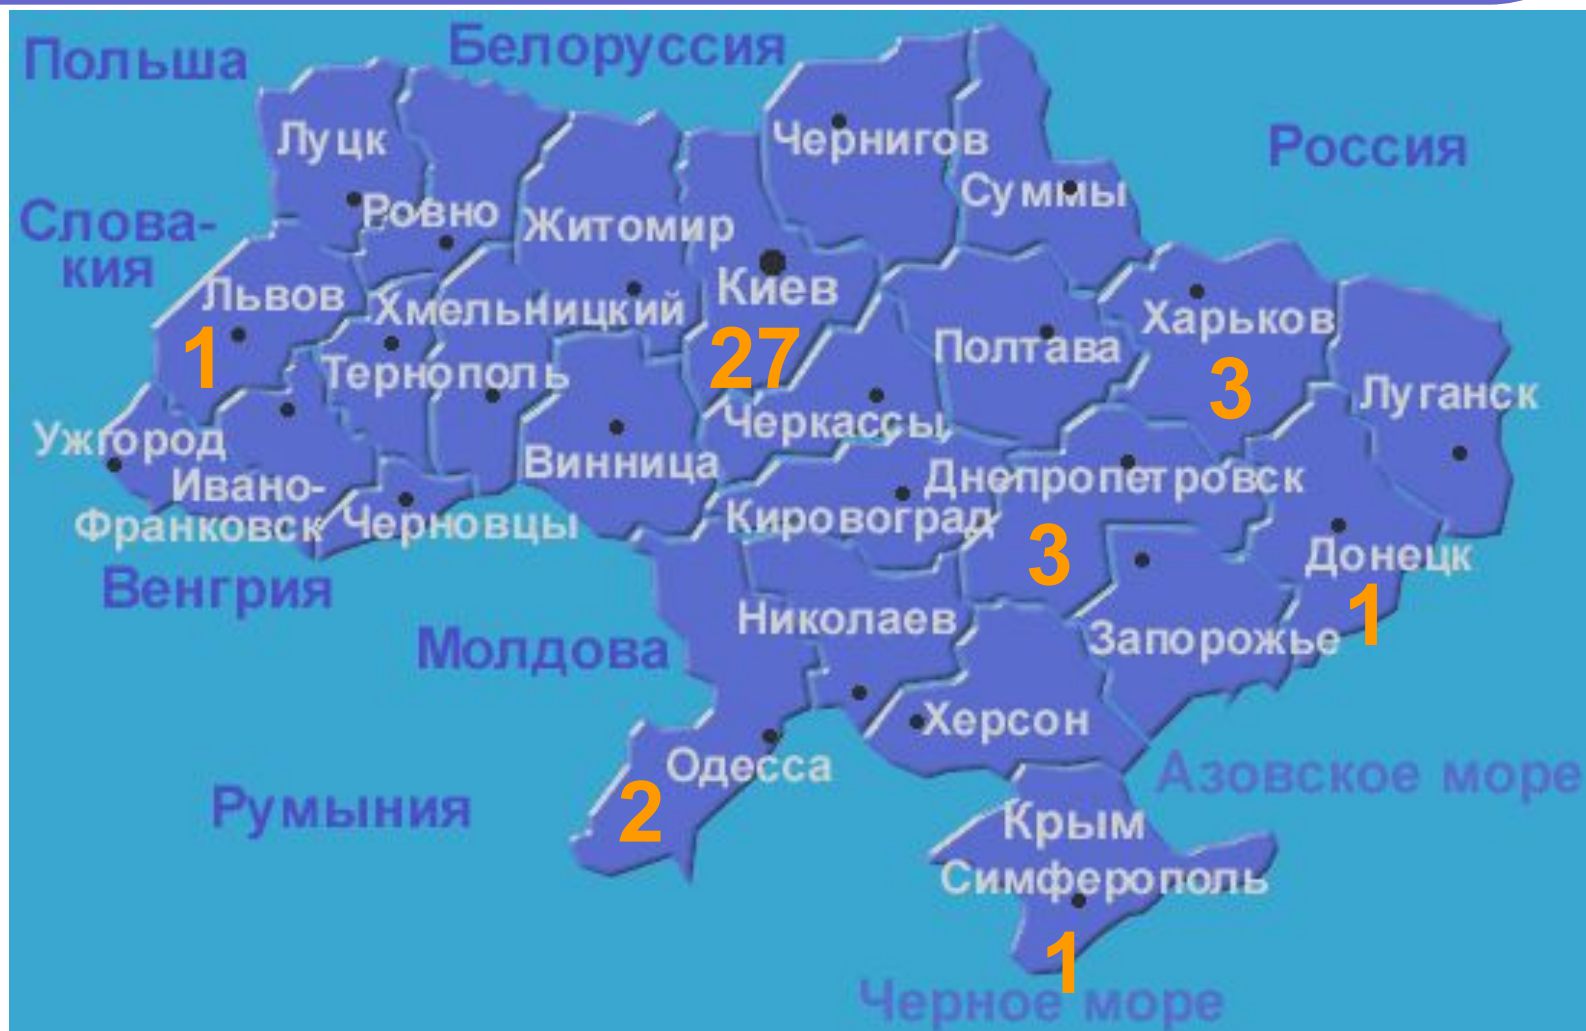 Польша
Белоруссия
Россия
Луцк
Чернигов
Суммы
Ровно
Житомир
Слова-
кия
Львов
Хмельницкий
Киев
Харьков
1
27
Полтава
3
Тернополь
Черкассы
Луганск
Ужгород
Винница
Днепропетровск
Ивано-
Франковск
Черновцы
Кировоград
3
Донецк
Венгрия
1
Николаев
Запорожье
Молдова
Херсон
Одесса
Азовское море
2
Румыния
Крым
Симферополь
1
Черное море